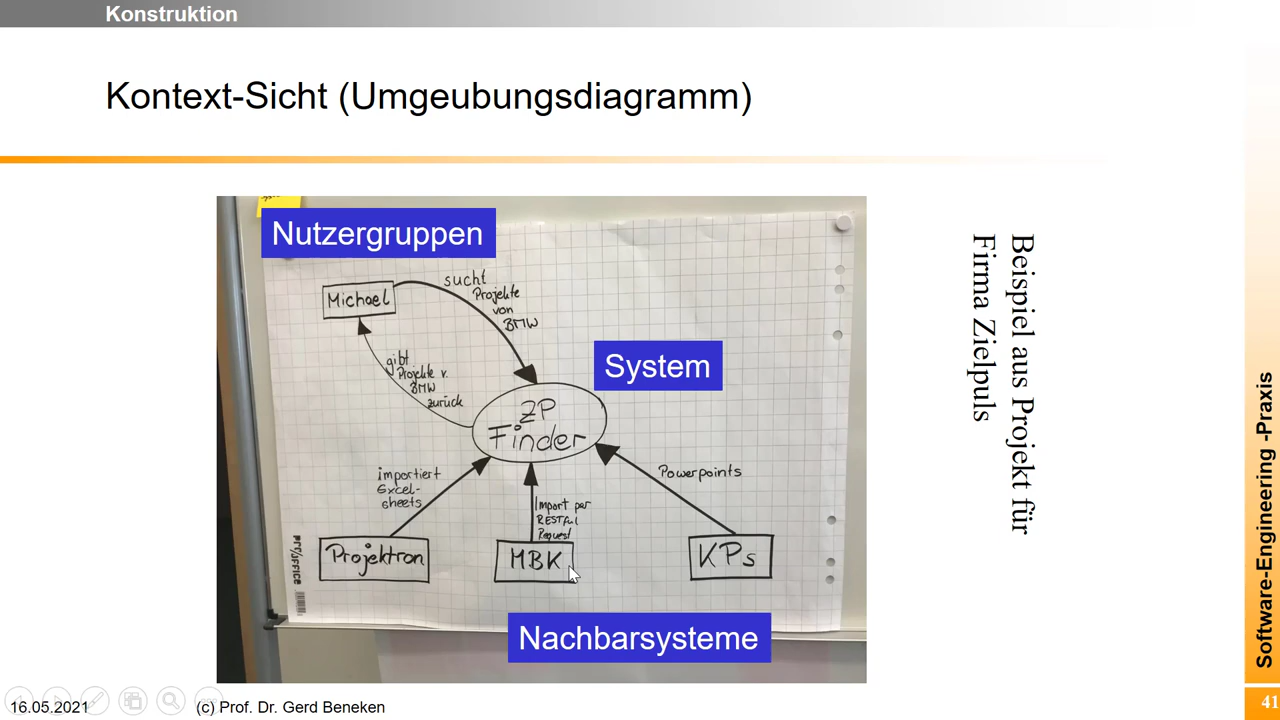 Konstruktion
Kontext-Sicht (Umgeubungsdiagramm)
Nutzergruppen
Michael
sucht
Projekte
von
BMW
gibt
Projekte v.
BMW
zurück
System
ZP
Finder
importiert
Excel-
sheets
Import per
RESTful
Request
Powerpoints
Projektron
MBK
KPs
Nachbarsysteme
Beispiel aus Projekt für
Firma Zielpuls
Software-Engineering -Praxis
16.05.2021
(c) Prof. Dr. Gerd Beneken
41